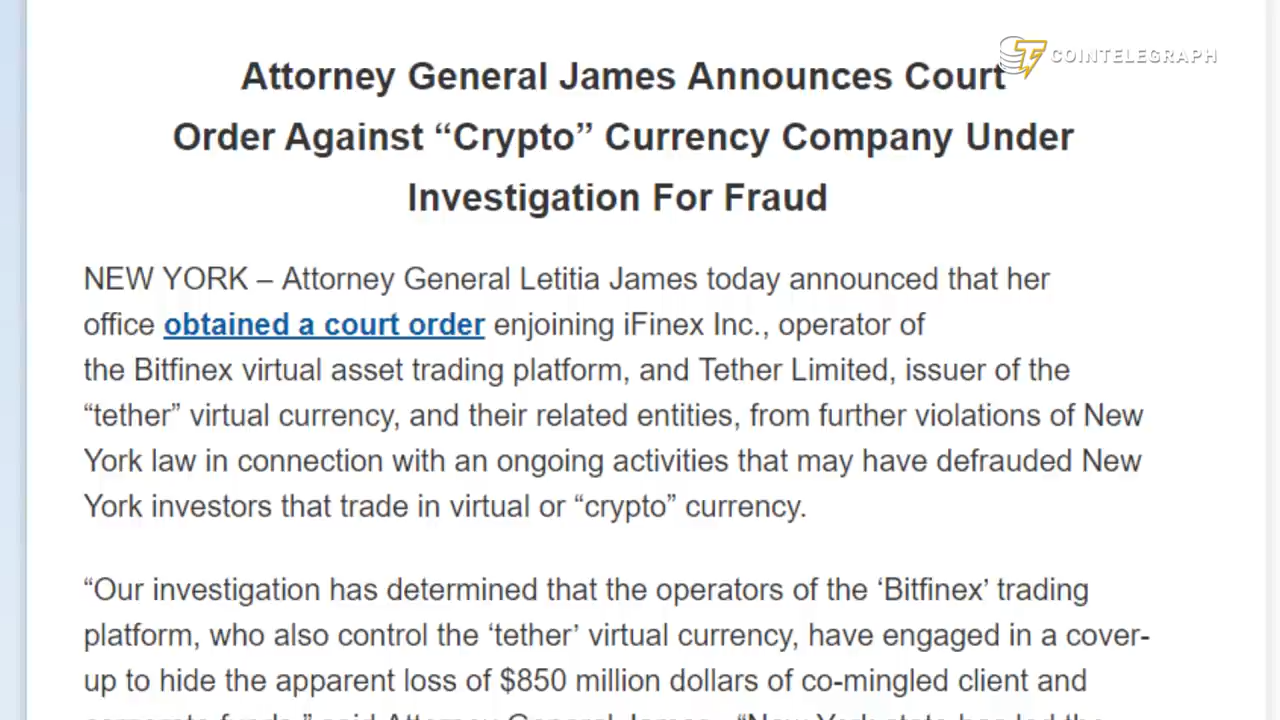 COINTELEGRAPH
Attorney General James Announces Court
Order Against “Crypto” Currency Company Under
Investigation For Fraud
NEW YORK – Attorney General Letitia James today announced that her
office obtained a court order enjoining iFinex Inc., operator of
the Bitfinex virtual asset trading platform, and Tether Limited, issuer of the
“tether” virtual currency, and their related entities, from further violations of New
York law in connection with an ongoing activities that may have defrauded New
York investors that trade in virtual or “crypto” currency.
“Our investigation has determined that the operators of the ‘Bitfinex’ trading
platform, who also control the ‘tether’ virtual currency, have engaged in a cover-
up to hide the apparent loss of $850 million dollars of co-mingled client and